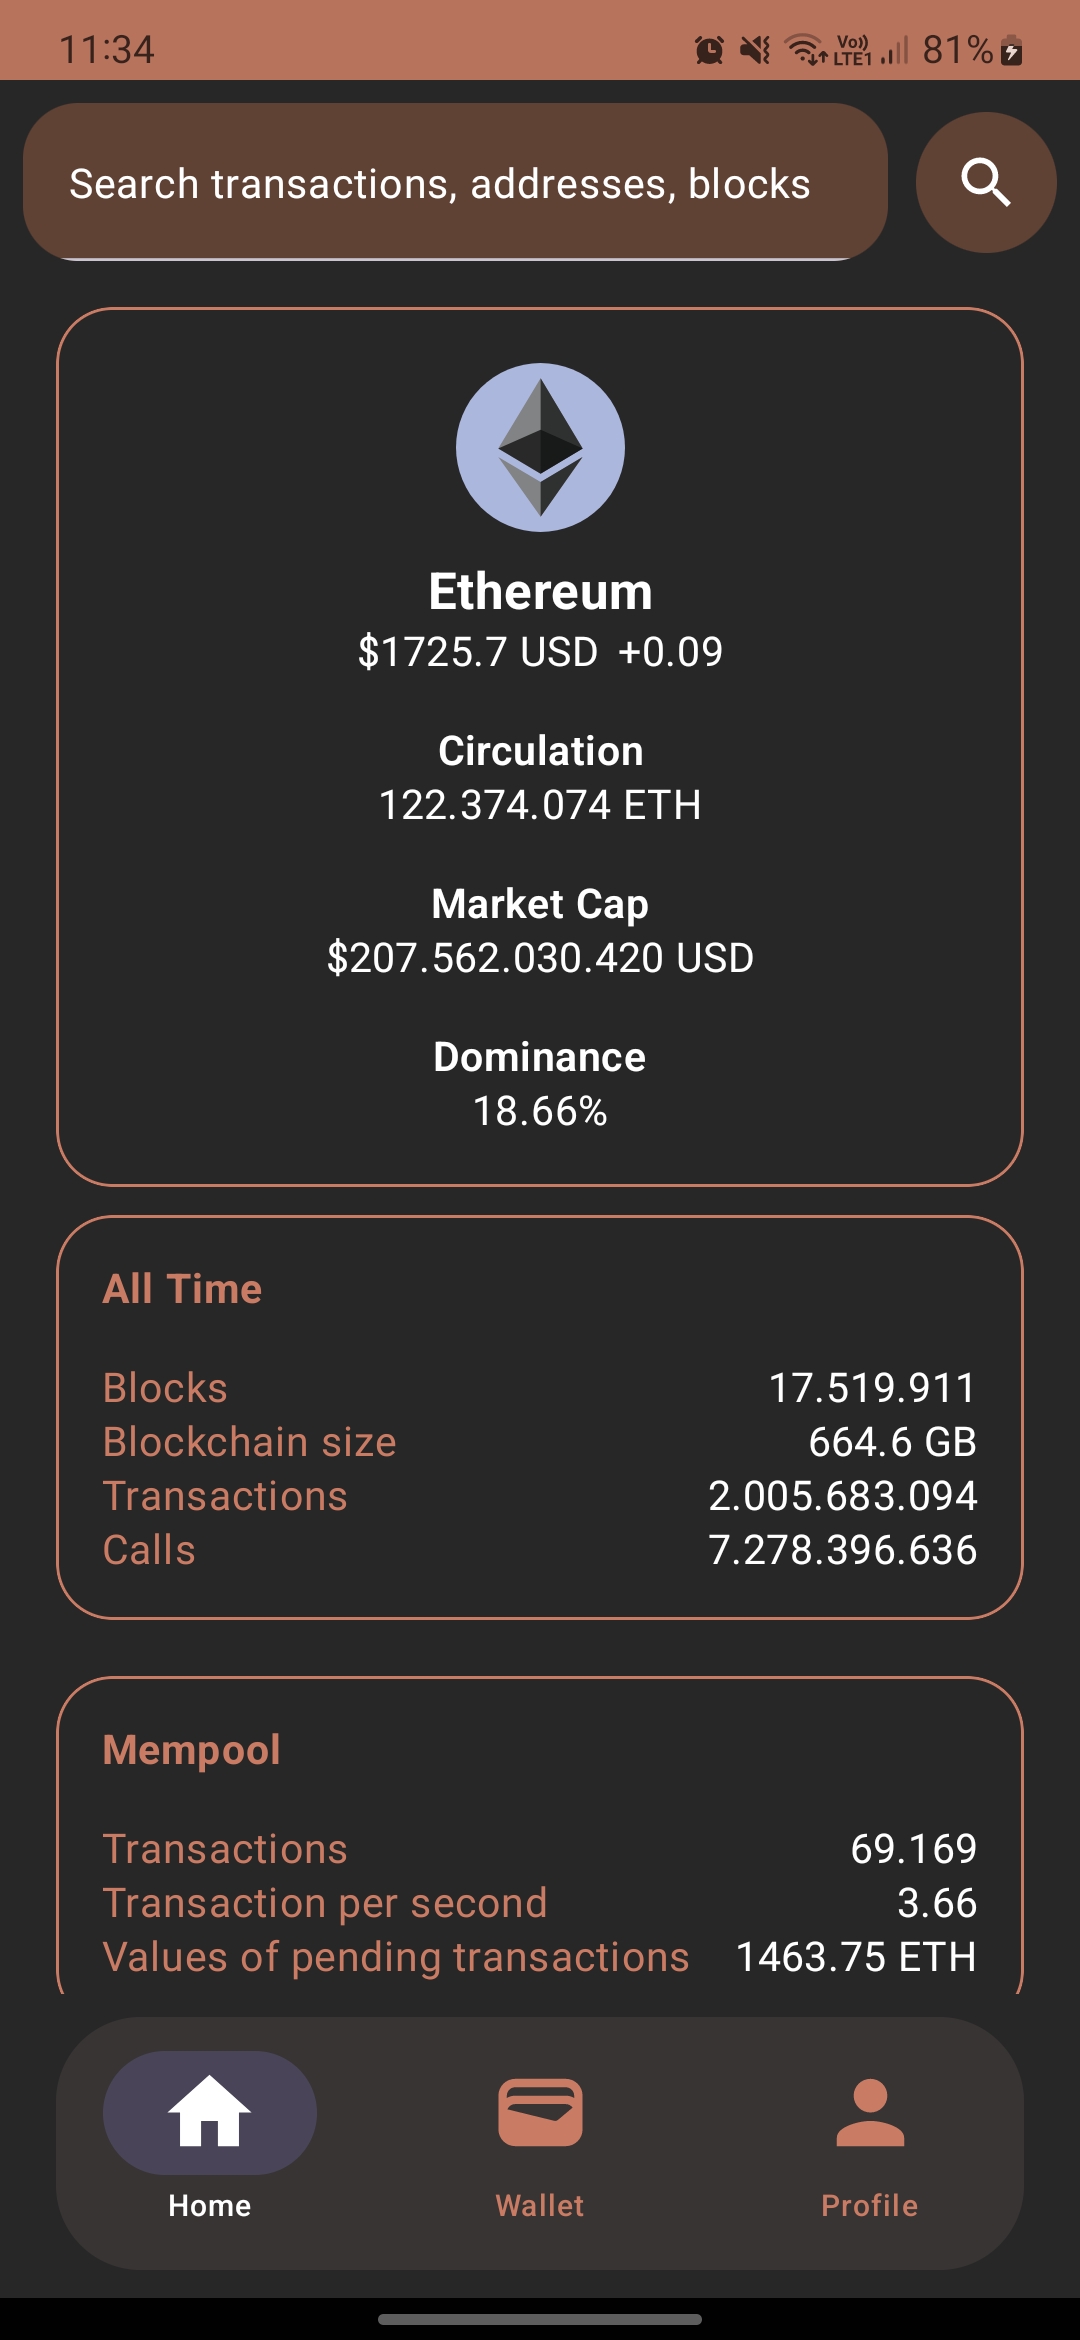 11:34
Vo)) LTE1 81%
Search transactions, addresses, blocks
Ethereum
$1725.7 USD +0.09
Circulation
122.374.074 ETH
Market Cap
$207.562.030.420 USD
Dominance
18.66%
All Time
Blocks 17.519.911
Blockchain size 664.6 GB
Transactions 2.005.683.094
Calls 7.278.396.636
Mempool
Transactions 69.169
Transaction per second 3.66
Values of pending transactions 1463.75 ETH
Home Wallet Profile